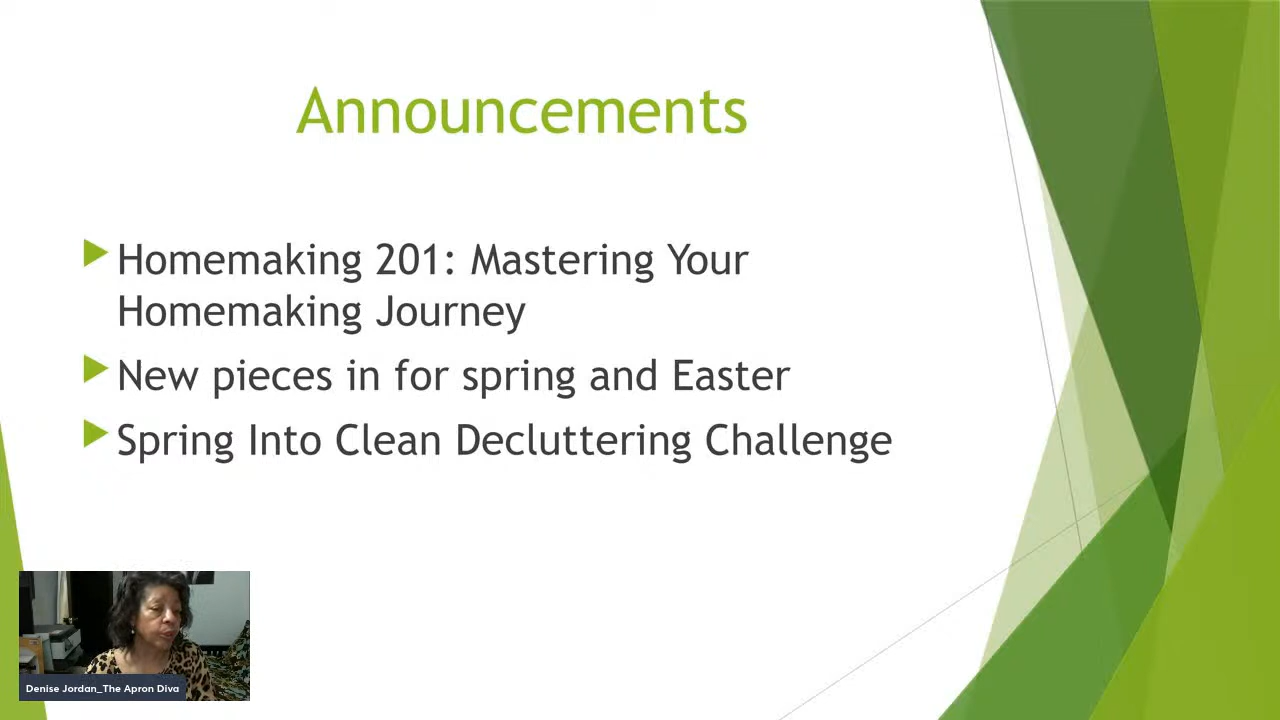 Announcements
Homemaking 201: Mastering Your
Homemaking Journey
New pieces in for spring and Easter
Spring Into Clean Decluttering Challenge
Denise Jordan_The Apron Diva